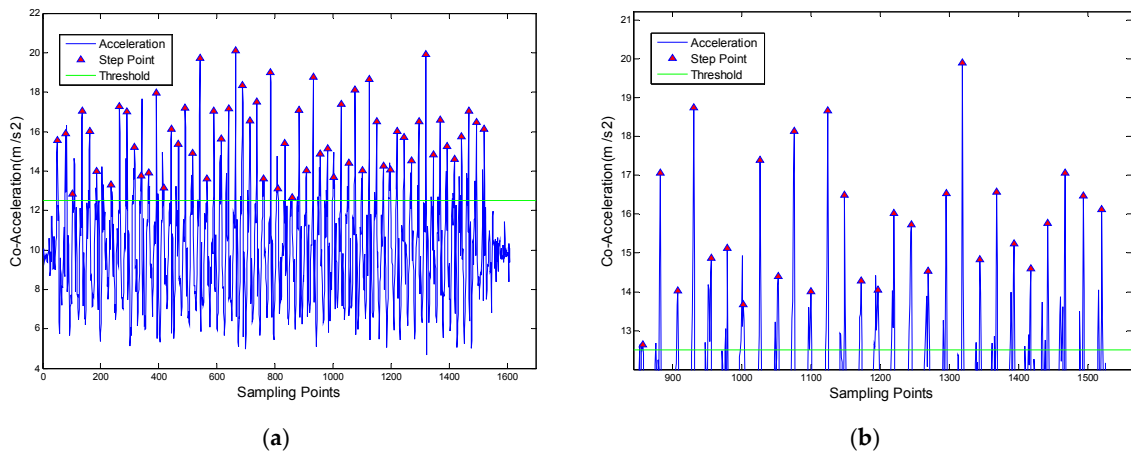 22
20
18
16
14
12
10
8
6
4
Co-Acceleration(m /s2)
Acceleration
Step Point
Threshold
0 200 400 600 800 1000 1200 1400 1600
Sampling Points
(a)
21
20
19
18
17
16
15
14
13
Co-Acceleration(m /s2)
Acceleration
Step Point
Threshold
900 1000 1100 1200 1300 1400 1500
Sampling Points
(b)